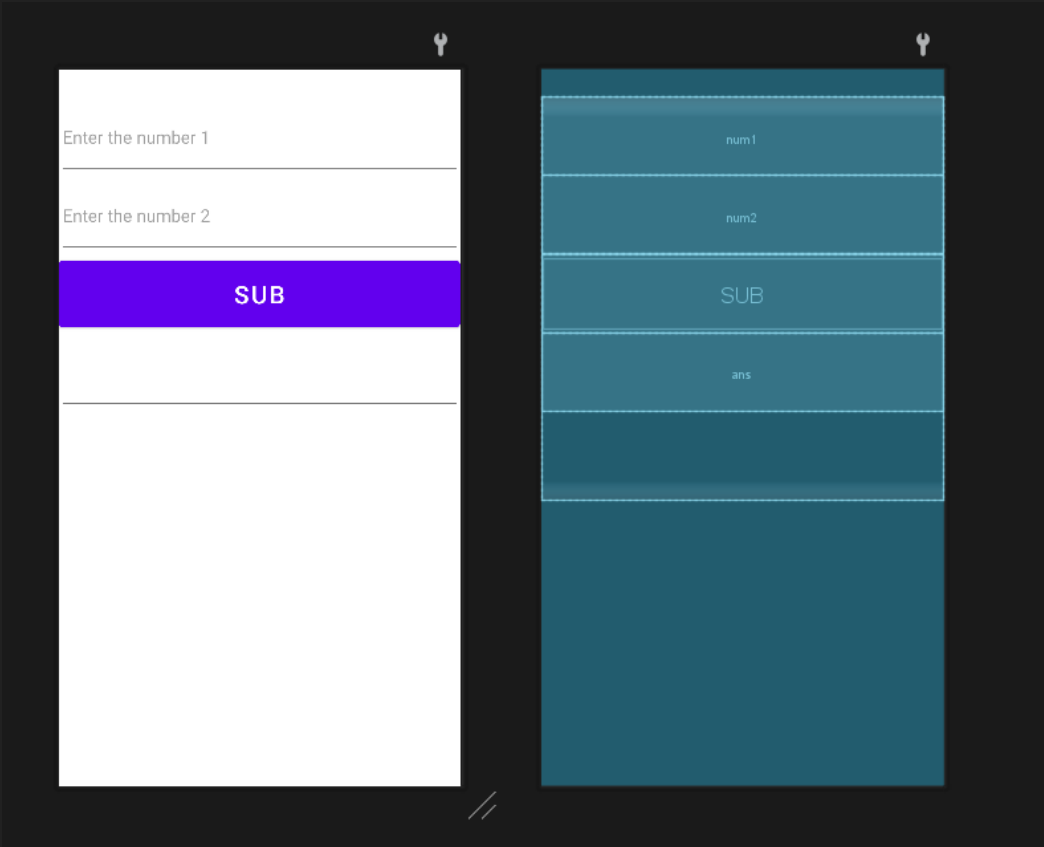 Enter the number 1
Enter the number 2
SUB
num1
num2
SUB
ans